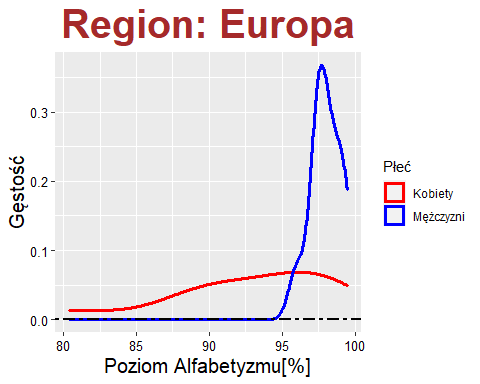 Region: Europa
Gęstość
0.3
0.2
0.1
0.0
80 85 90 95 100
Poziom Alfabetyzmu[%]
Płeć
Kobiety
Mężczyzni